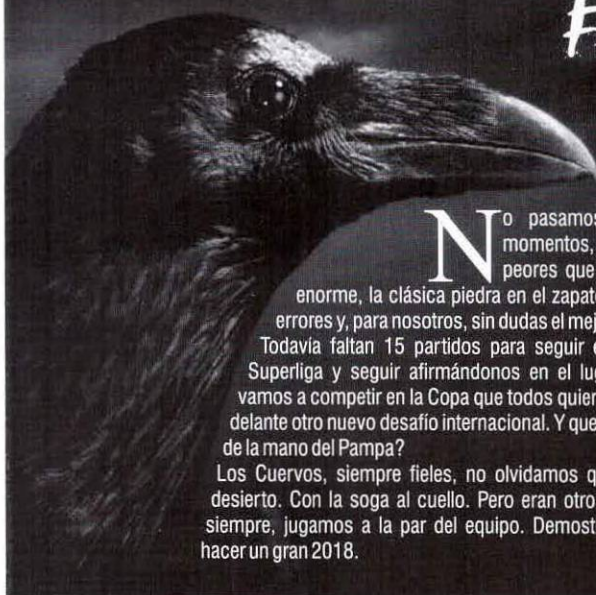 No pasamos
momentos,
peores que
enorme, la clásica piedra en el zapato
errores y, para nosotros, sin dudas el mej
Todavía faltan 15 partidos para seguir
Superliga y seguir afirmándonos en el lug
vamos a competir en la Copa que todos quier
delante otro nuevo desafío internacional. Y que
de la mano del Pampa?
Los Cuervos, siempre fieles, no olvidamos q
desierto. Con la soga al cuello. Pero eran otro
siempre, jugamos a la par del equipo. Demost
hacer un gran 2018.